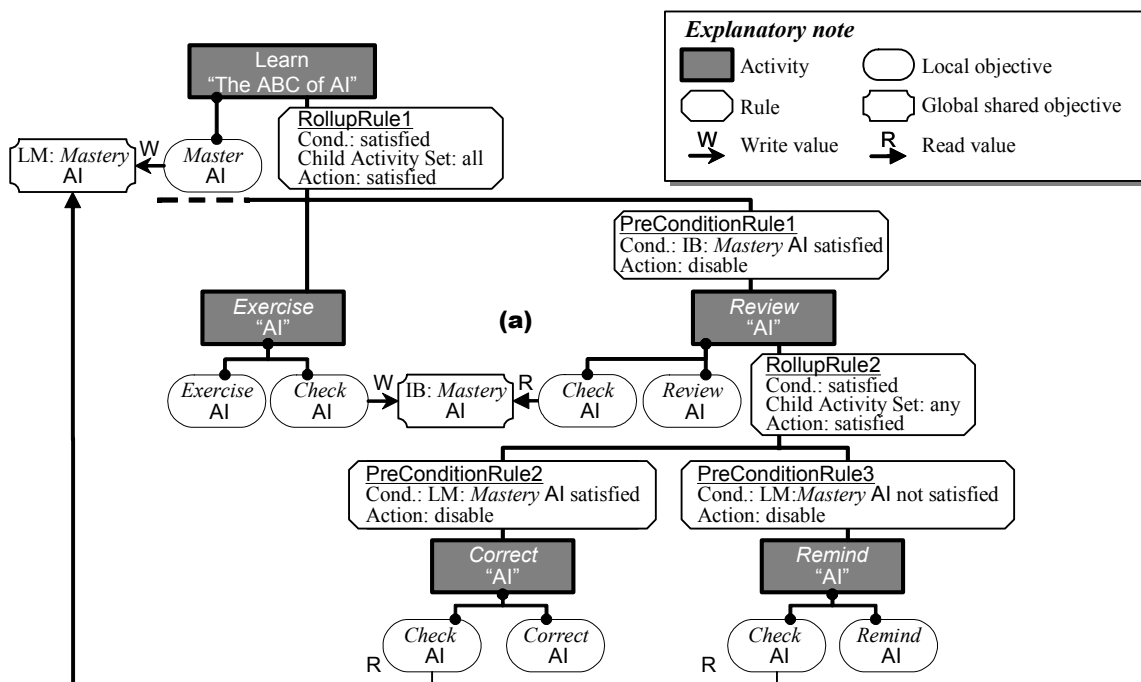 Explanatory note
Activity
Local objective
Rule
Global shared objective
W
Write value
R
Read value
Learn
"The ABC of AI"
RollupRule1
Cond.: satisfied
Child Activity Set: all
Action: satisfied
LM: Mastery
AI
W
Master
AI
PreConditionRule1
Cond.: IB: Mastery AI satisfied
Action: disable
Exercise
"AI"
(a)
Review
"AI"
RollupRule2
Cond.: satisfied
Child Activity Set: any
Action: satisfied
Exercise
AI
Check
AI
W
IB: Mastery
AI
R
Check
AI
Review
AI
PreConditionRule2
Cond.: LM: Mastery AI satisfied
Action: disable
PreConditionRule3
Cond.: LM:Mastery AI not satisfied
Action: disable
Correct
"AI"
Remind
"AI"
Check
AI
Correct
AI
Check
AI
Remind
AI
R
R